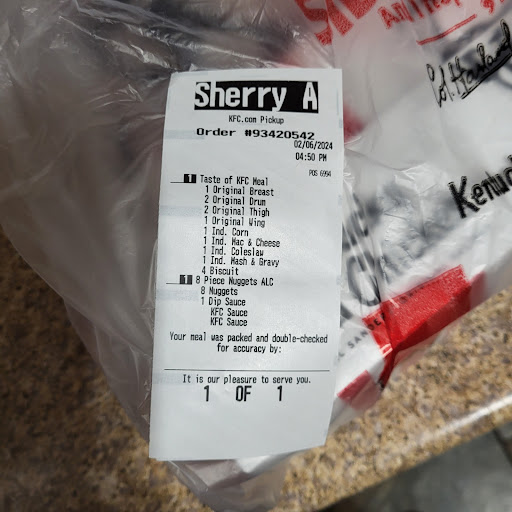 Sherry A
KFC.com Pickup
Order #93420542
02/06/2024
04:50 PM
POS 6994
1 Taste of KFC Meal
1 Original Breast
2 Original Drum
2 Original Thigh
1 Original Wing
1 Ind. Corn
1 Ind. Mac & Cheese
1 Ind. Coleslaw
1 Ind. Mash & Gravy
4 Biscuit
1 8 Piece Nuggets ALC
8 Nuggets
1 Dip Sauce
KFC Sauce
KFC Sauce
Your meal was packed and double-checked
for accuracy by:
It is our pleasure to serve you.
1 OF 1